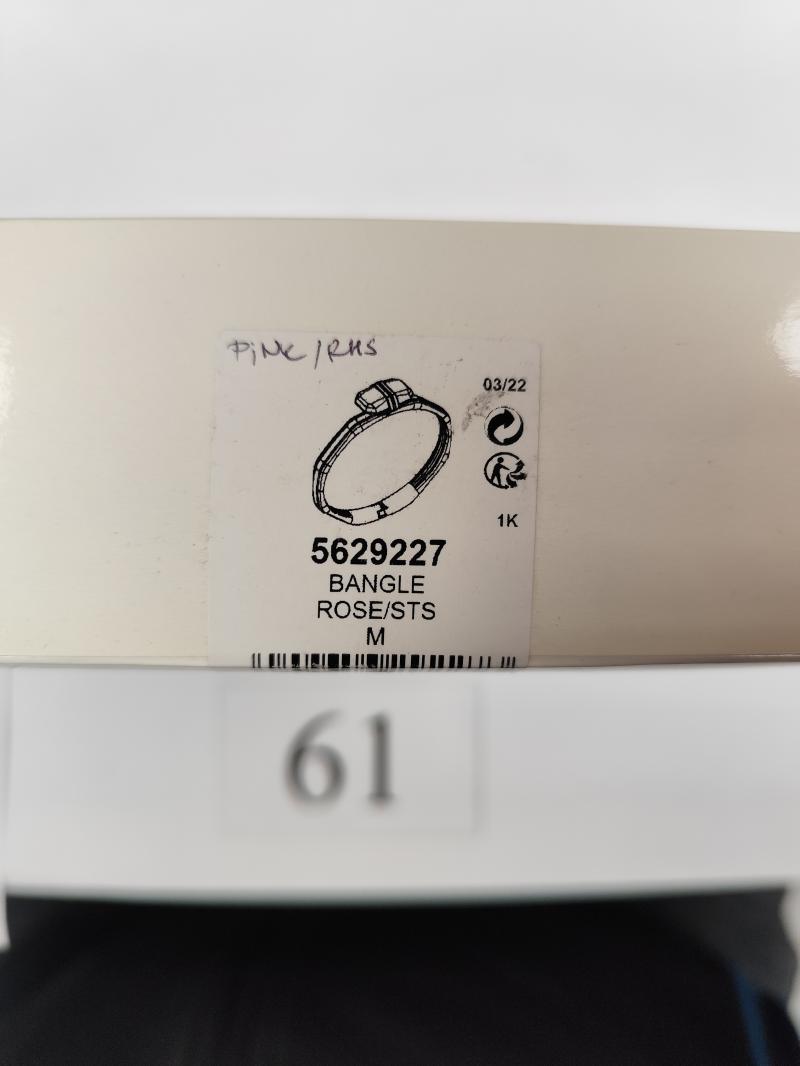 PiNK/RHS
03/22
1K
5629227
BANGLE
ROSE/STS
M
61